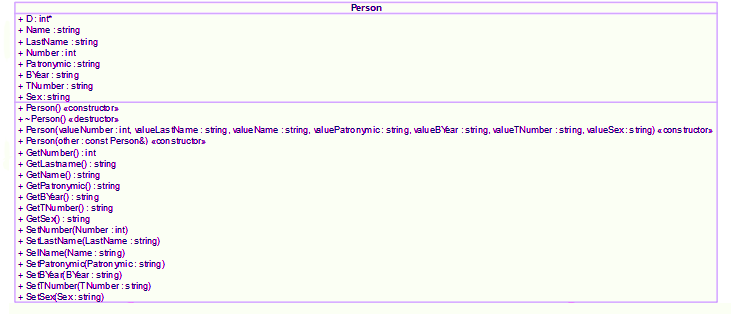 Person
+ D : int*
+ Name : string
+ LastName : string
+ Number : int
+ Patronymic : string
+ BYear : string
+ TNumber : string
+ Sex : string
+ Person() «constructor»
+ ~Person() «destructor»
+ Person(valueNumber : int, valueLastName : string, valueName : string, valuePatronymic : string, valueBYear : string, valueTNumber : string, valueSex : string) «constructor»
+ Person(other : const Person&) «constructor»
+ GetNumber() : int
+ GetLastname() : string
+ GetName() : string
+ GetPatronymic() : string
+ GetBYear() : string
+ GetTNumber() : string
+ GetSex() : string
+ SetNumber(Number : int)
+ SetLastName(LastName : string)
+ SelName(Name : string)
+ SetPatronymic(Patronymic : string)
+ SetBYear(BYear : string)
+ SetTNumber(TNumber : string)
+ SetSex(Sex : string)